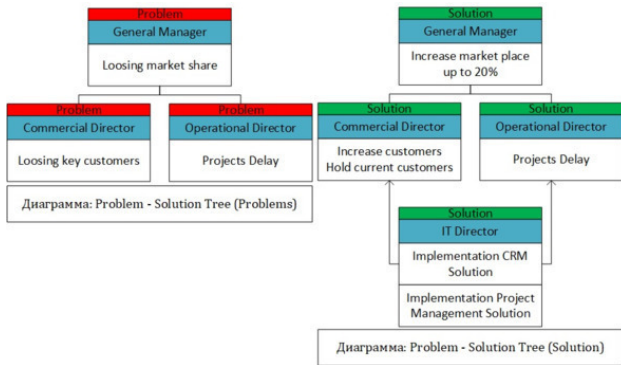 Problem
General Manager
Loosing market share
Problem
Commercial Director
Loosing key customers
Problem
Operational Director
Projects Delay
Диаграмма: Problem - Solution Tree (Problems)
Solution
General Manager
Increase market place
up to 20%
Solution
Commercial Director
Increase customers
Hold current customers
Solution
Operational Director
Projects Delay
Solution
IT Director
Implementation CRM
Solution
Implementation Project
Management Solution
Диаграмма: Problem - Solution Tree (Solution)